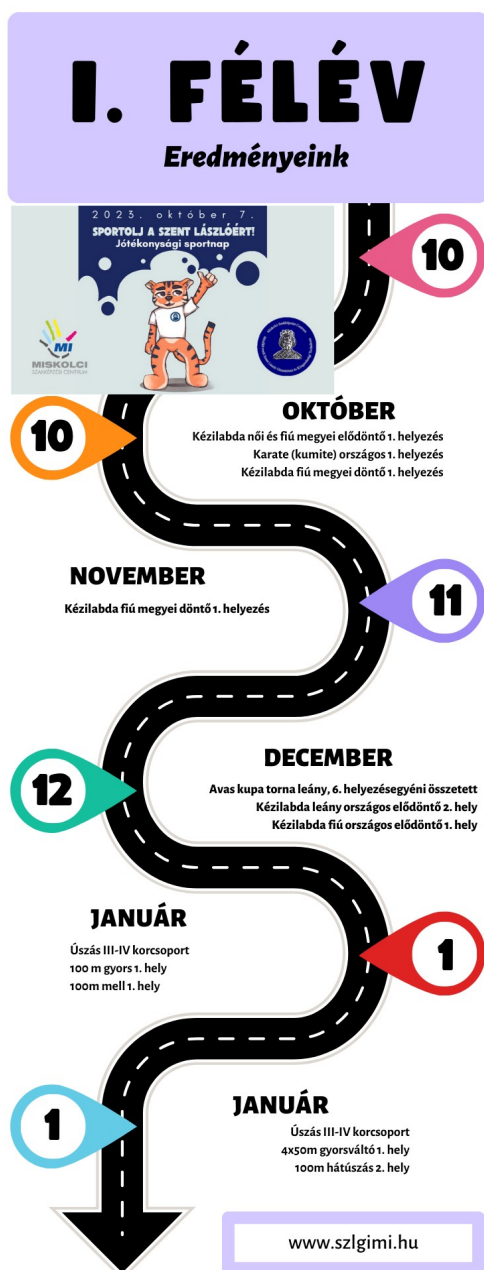 I. FÉLÉV
Eredményeink
2023. október 7.
SPORTOLJ A SZENT LÁSZLÓÉRT!
Jótékonysági sportnap
10
MI
MISKOLCI
SZAKKÉPZÉSI CENTRUM
10
OKTÓBER
Kézilabda női és fiú megyei elődöntő 1. helyezés
Karate (kumite) országos 1. helyezés
Kézilabda fiú megyei döntő 1. helyezés
NOVEMBER
Kézilabda fiú megyei döntő 1. helyezés
11
DECEMBER
12
Avas kupa torna leány, 6. helyezésegyéni összetett
Kézilabda leány országos elődöntő 2. hely
Kézilabda fiú országos elődöntő 1. hely
JANUÁR
Úszás III-IV korcsoport
100 m gyors 1. hely
100m mell 1. hely
1
JANUÁR
1
Úszás III-IV korcsoport
4x50m gyorsváltó 1. hely
100m hátúszás 2. hely
www.szlgimi.hu